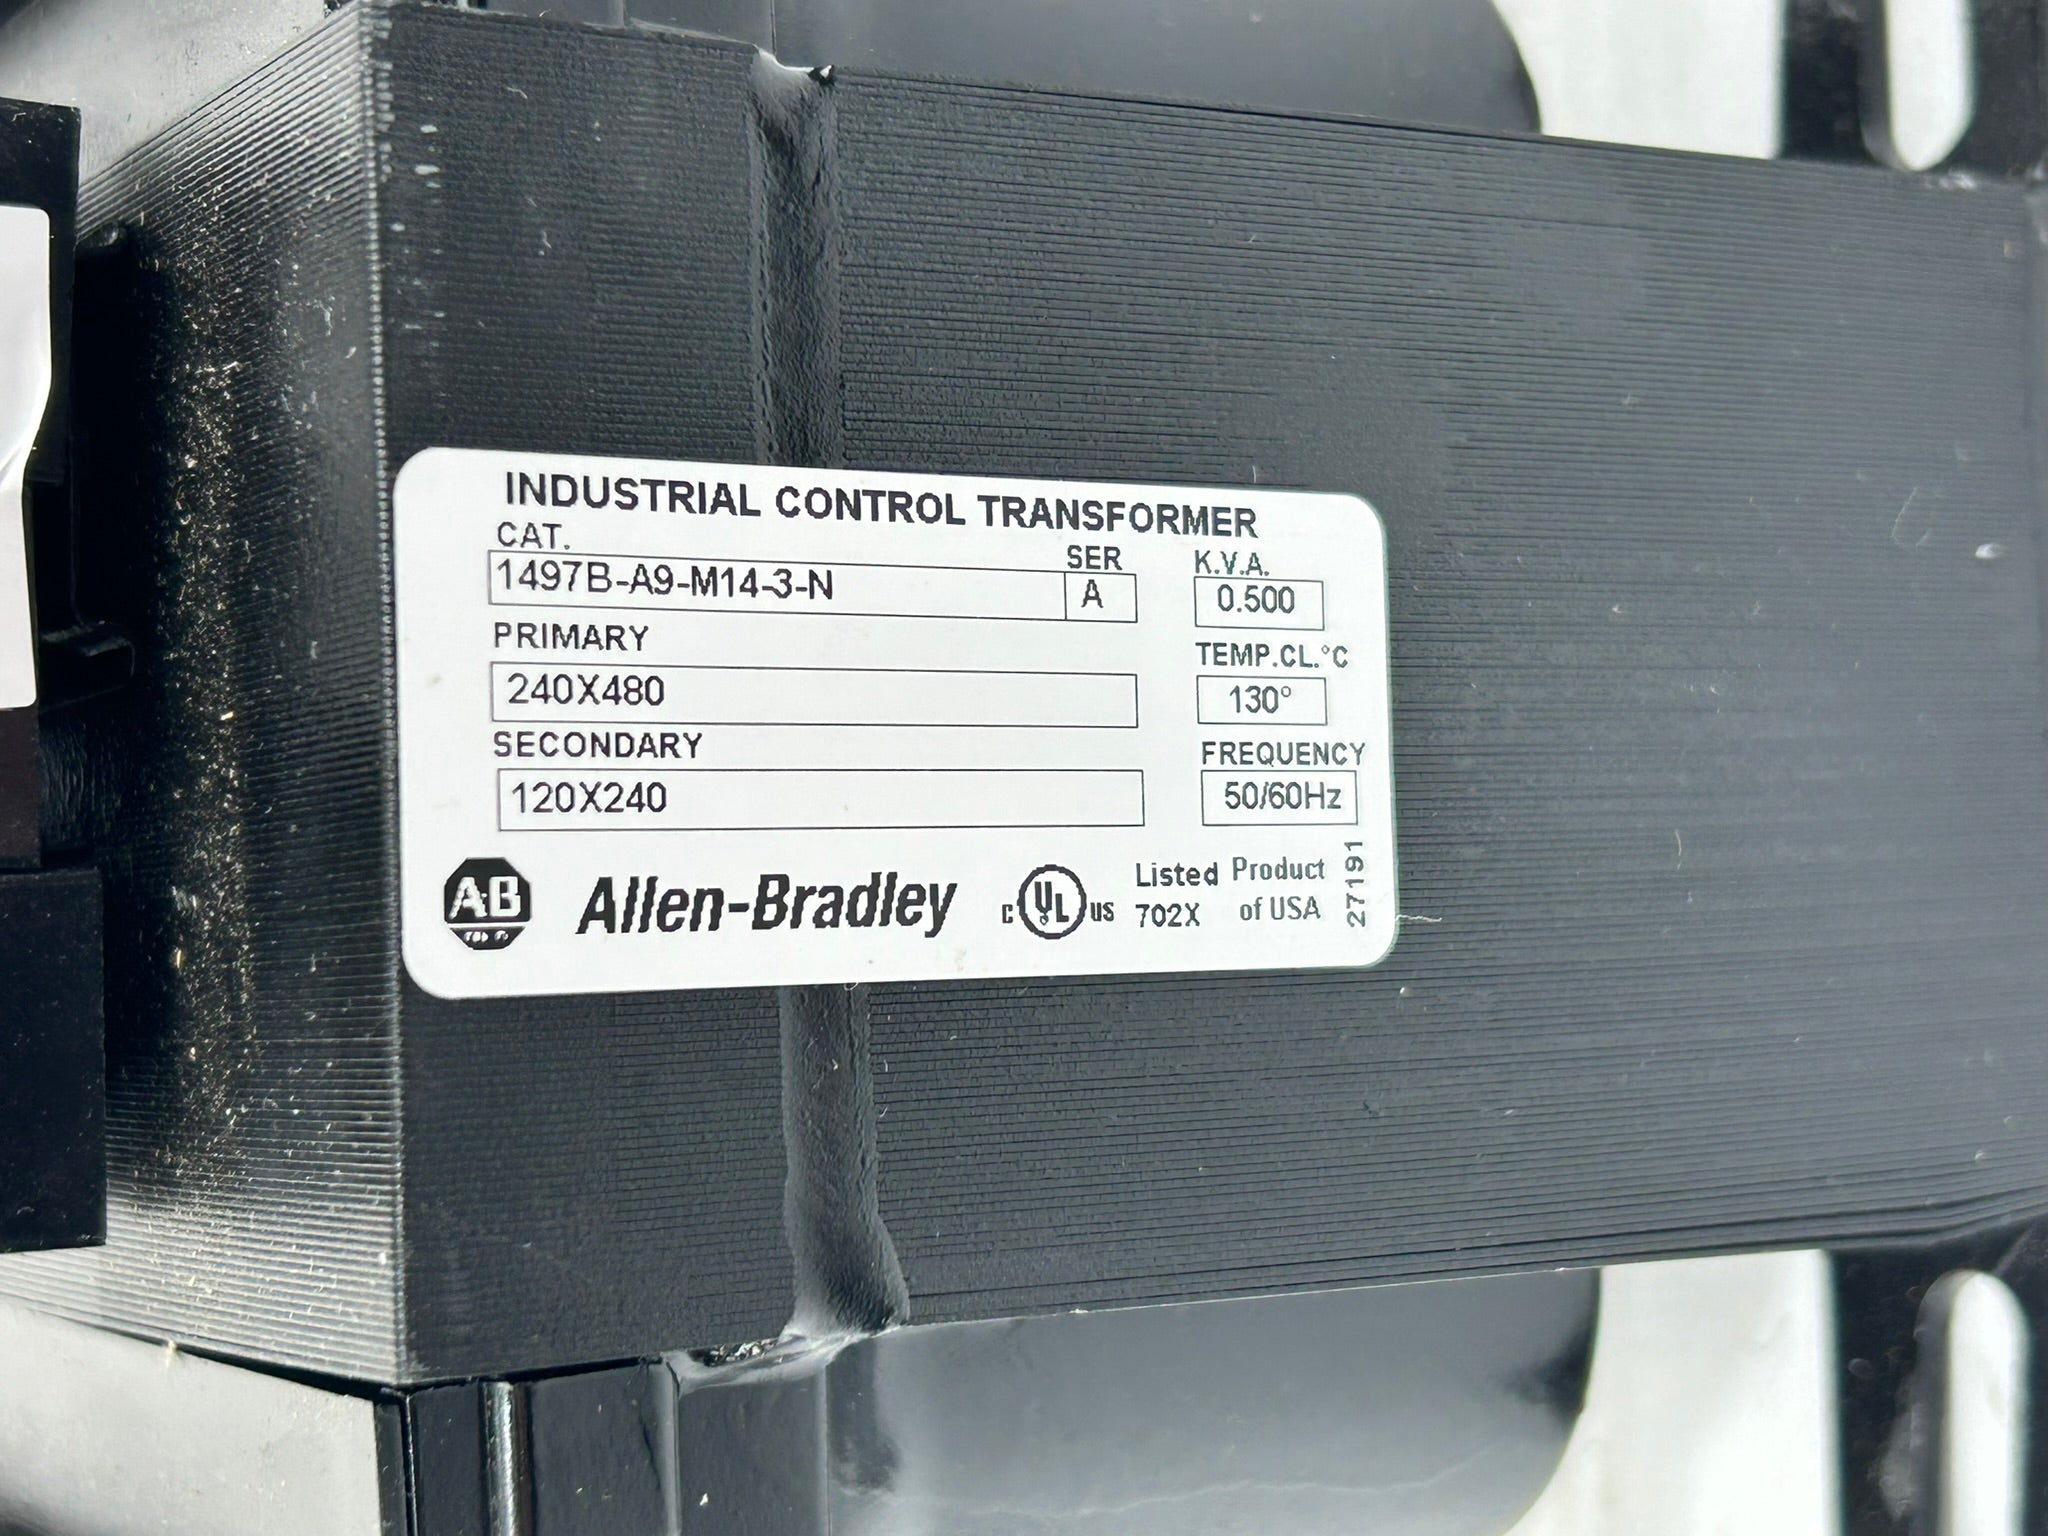 INDUSTRIAL CONTROL TRANSFORMER
CAT.
SER
K.V.A.
1497B-A9-M14-3-N
A
0.500
PRIMARY
TEMP.CL.°C
240X480
130°
SECONDARY
FREQUENCY
120X240
50/60Hz
AB
Allen-Bradley
C UL US
Listed
702X
Product
of USA
27191